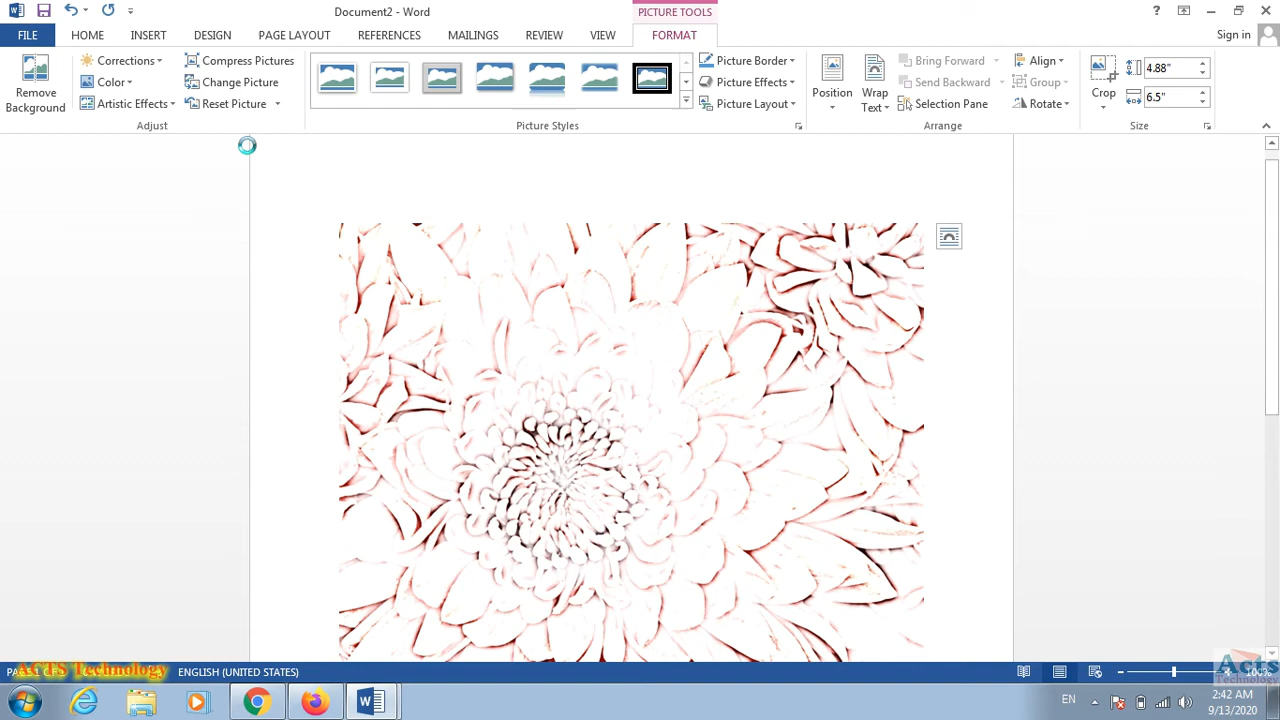 Document2 - Word
PICTURE TOOLS
?
FILE
HOME
INSERT
DESIGN
PAGE LAYOUT
REFERENCES
MAILINGS
REVIEW
VIEW
FORMAT
Sign in
Remove Background
Corrections
Color
Artistic Effects
Compress Pictures
Change Picture
Reset Picture
Adjust
Picture Styles
Picture Border
Picture Effects
Picture Layout
Position
Wrap Text
Bring Forward
Send Backward
Selection Pane
Align
Group
Rotate
Arrange
Crop
4.88"
6.5"
Size
ACTS Technology
ENGLISH (UNITED STATES)
100%
Acts
Technology
EN
2:42 AM
9/13/2020